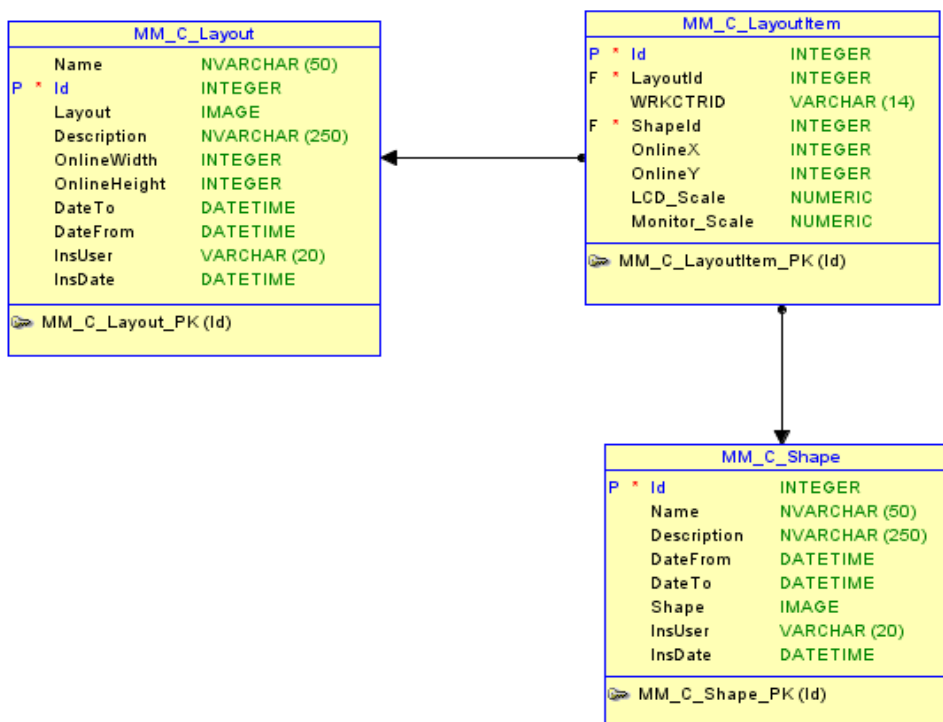 MM_C_Layout
Name NVARCHAR (50)
P * Id INTEGER
Layout IMAGE
Description NVARCHAR (250)
OnlineWidth INTEGER
OnlineHeight INTEGER
DateTo DATETIME
DateFrom DATETIME
InsUser VARCHAR (20)
InsDate DATETIME
MM_C_Layout_PK (Id)
MM_C_LayoutItem
P * Id INTEGER
F * LayoutId INTEGER
WRKCTRID VARCHAR (14)
F * ShapeId INTEGER
OnlineX INTEGER
OnlineY INTEGER
LCD_Scale NUMERIC
Monitor_Scale NUMERIC
MM_C_LayoutItem_PK (Id)
MM_C_Shape
P * Id INTEGER
Name NVARCHAR (50)
Description NVARCHAR (250)
DateFrom DATETIME
DateTo DATETIME
Shape IMAGE
InsUser VARCHAR (20)
InsDate DATETIME
MM_C_Shape_PK (Id)